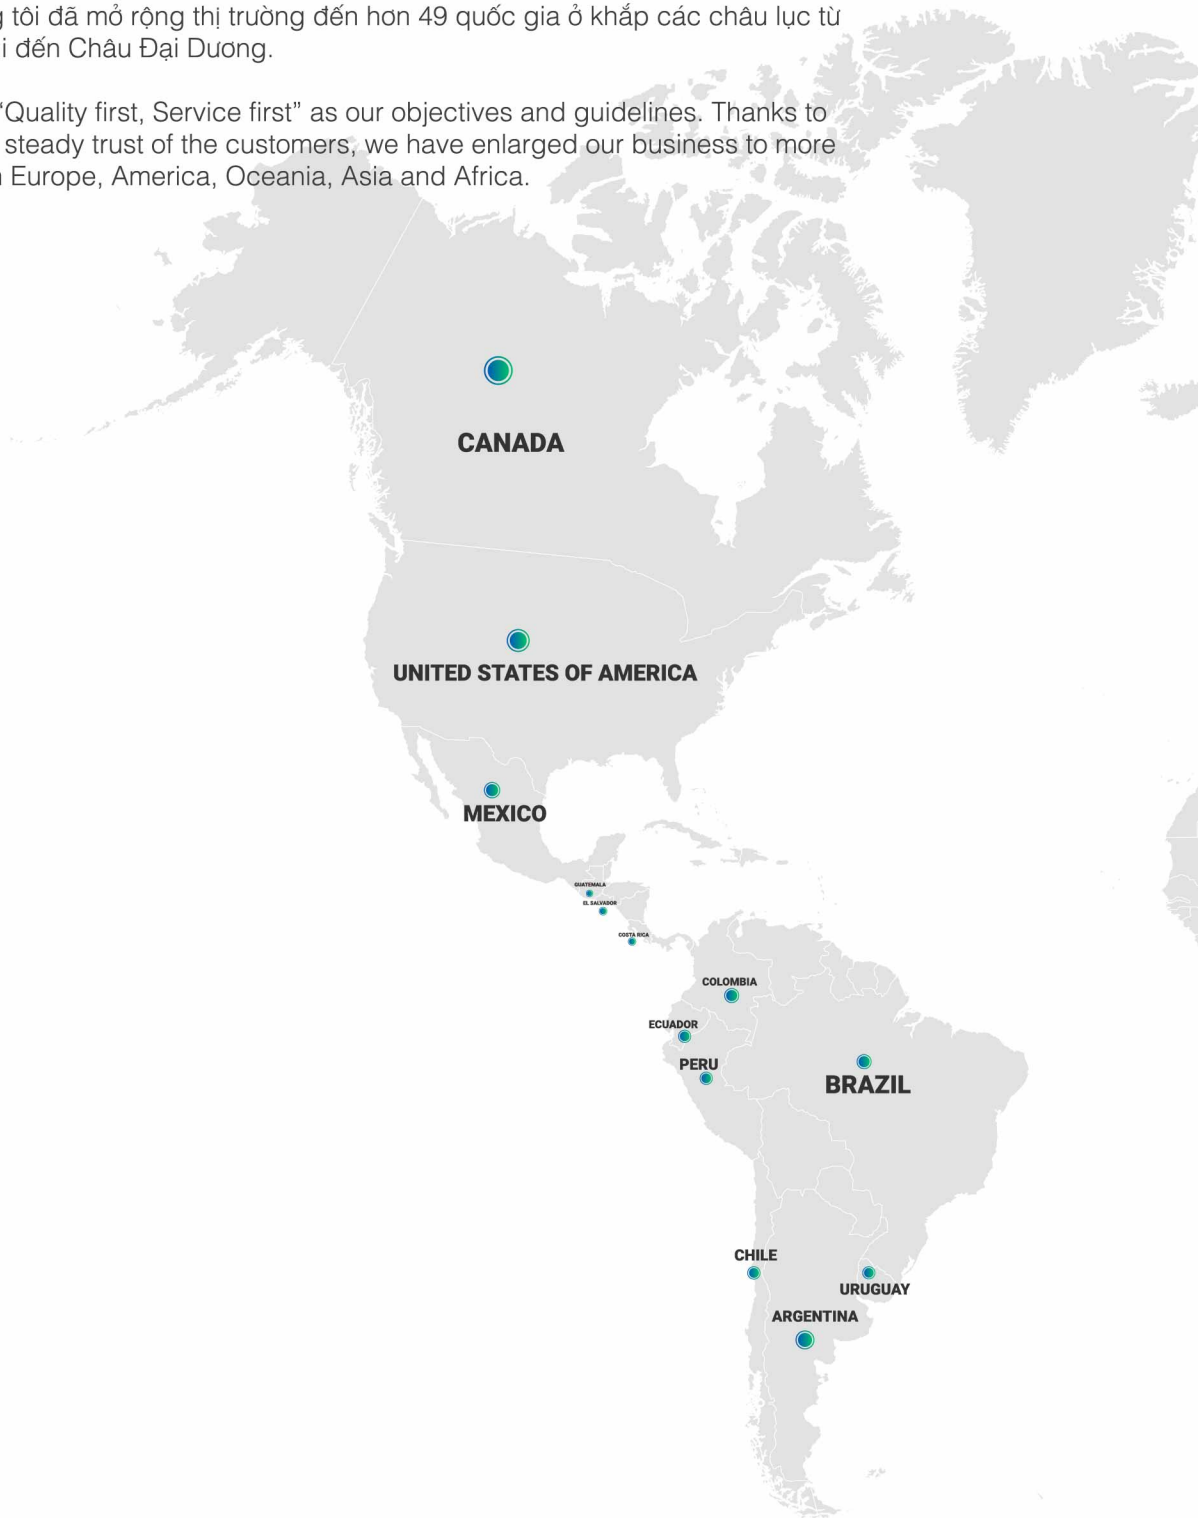 tôi đã mở rộng thị trường đến hơn 49 quốc gia ở khắp các châu lục từ
đến Châu Đại Dương.
“Quality first, Service first” as our objectives and guidelines. Thanks to
steady trust of the customers, we have enlarged our business to more
Europe, America, Oceania, Asia and Africa.
CANADA
UNITED STATES OF AMERICA
MEXICO
GUATEMALA
EL SALVADOR
COSTA RICA
COLOMBIA
ECUADOR
PERU
BRAZIL
CHILE
URUGUAY
ARGENTINA